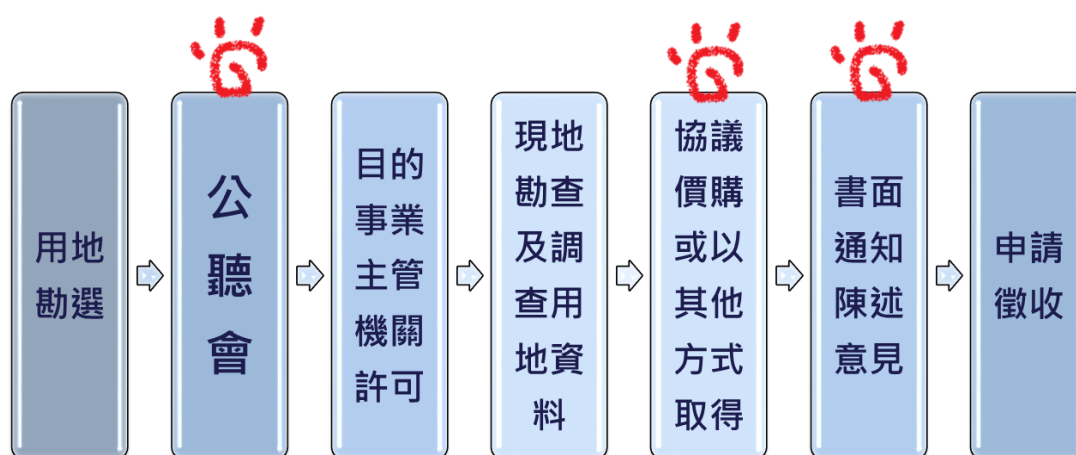 用地
勘選
公
聽
會
目的
事業
主管
機關
許可
現地
勘查
及調
查用
地資
料
協議
價購
或以
其他
方式
取得
書面
通知
陳述
意見
申請
徵收